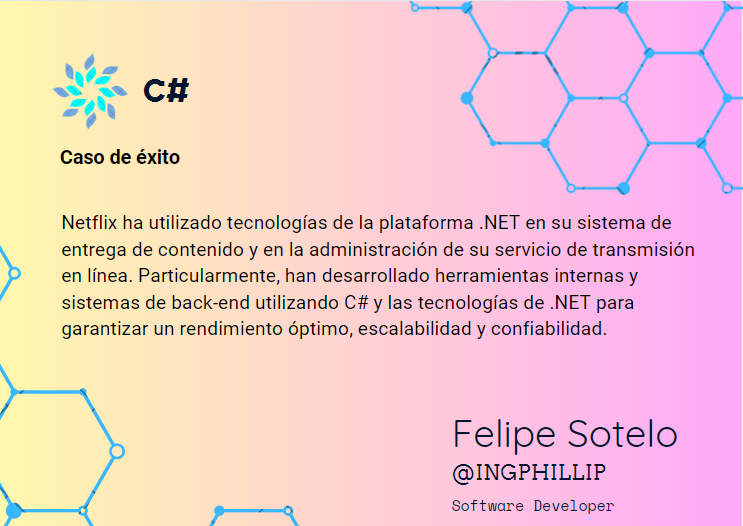 C#
Caso de éxito
Netflix ha utilizado tecnologías de la plataforma .NET en su sistema de
entrega de contenido y en la administración de su servicio de transmisión
en línea. Particularmente, han desarrollado herramientas internas y
sistemas de back-end utilizando C# y las tecnologías de .NET para
garantizar un rendimiento óptimo, escalabilidad y confiabilidad.
Felipe Sotelo
@INGPHILLIP
Software Developer